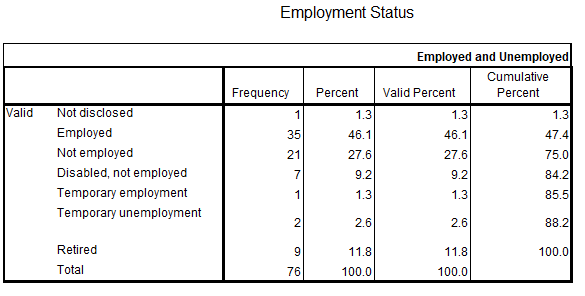 Employment Status
Employed and Unemployed
Frequency Percent Valid Percent Cumulative Percent
Valid Not disclosed 1 1.3 1.3 1.3
Employed 35 46.1 46.1 47.4
Not employed 21 27.6 27.6 75.0
Disabled, not employed 7 9.2 9.2 84.2
Temporary employment 1 1.3 1.3 85.5
Temporary unemployment 2 2.6 2.6 88.2
Retired 9 11.8 11.8 100.0
Total 76 100.0 100.0